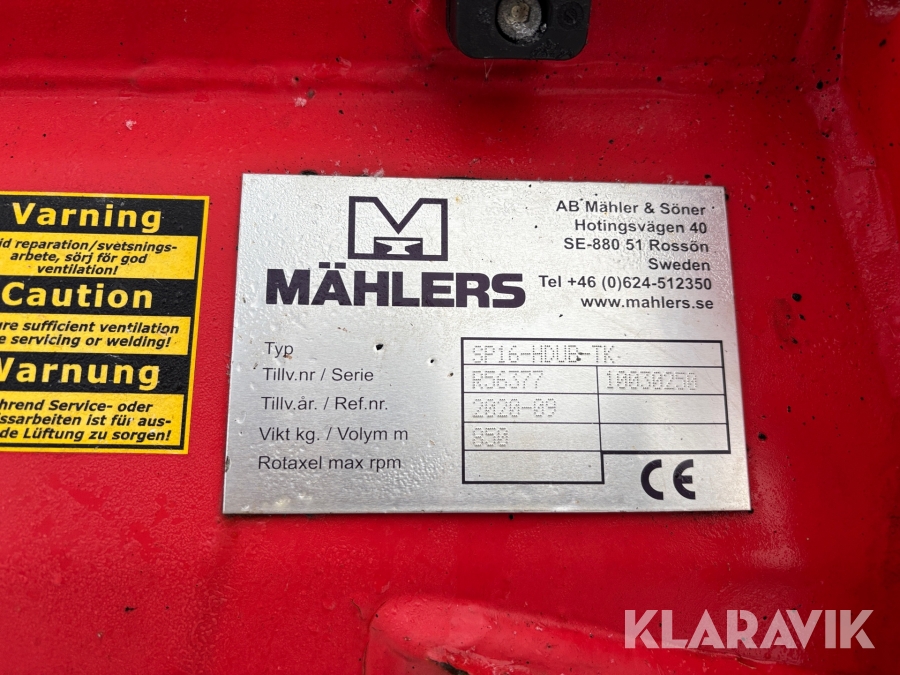 Varning
id reparation/svetsnings-
arbete, sörj för god
ventilation!
Caution
ure sufficient ventilation
e servicing or welding!
Warnung
hrend Service- oder
issarbeiten ist für aus-
de Lüftung zu sorgen!
M
MÄHLERS
AB Mähler & Söner
Hotingsvägen 40
SE-880 51 Rossön
Sweden
Tel +46 (0)624-512350
www.mahlers.se
Typ SP16-HDUB-TK
Tillv.nr / Serie R56377 10030250
Tillv.år. / Ref.nr. 2020-09
Vikt kg. / Volym m 850
Rotaxel max rpm
CE
KLARAVIK